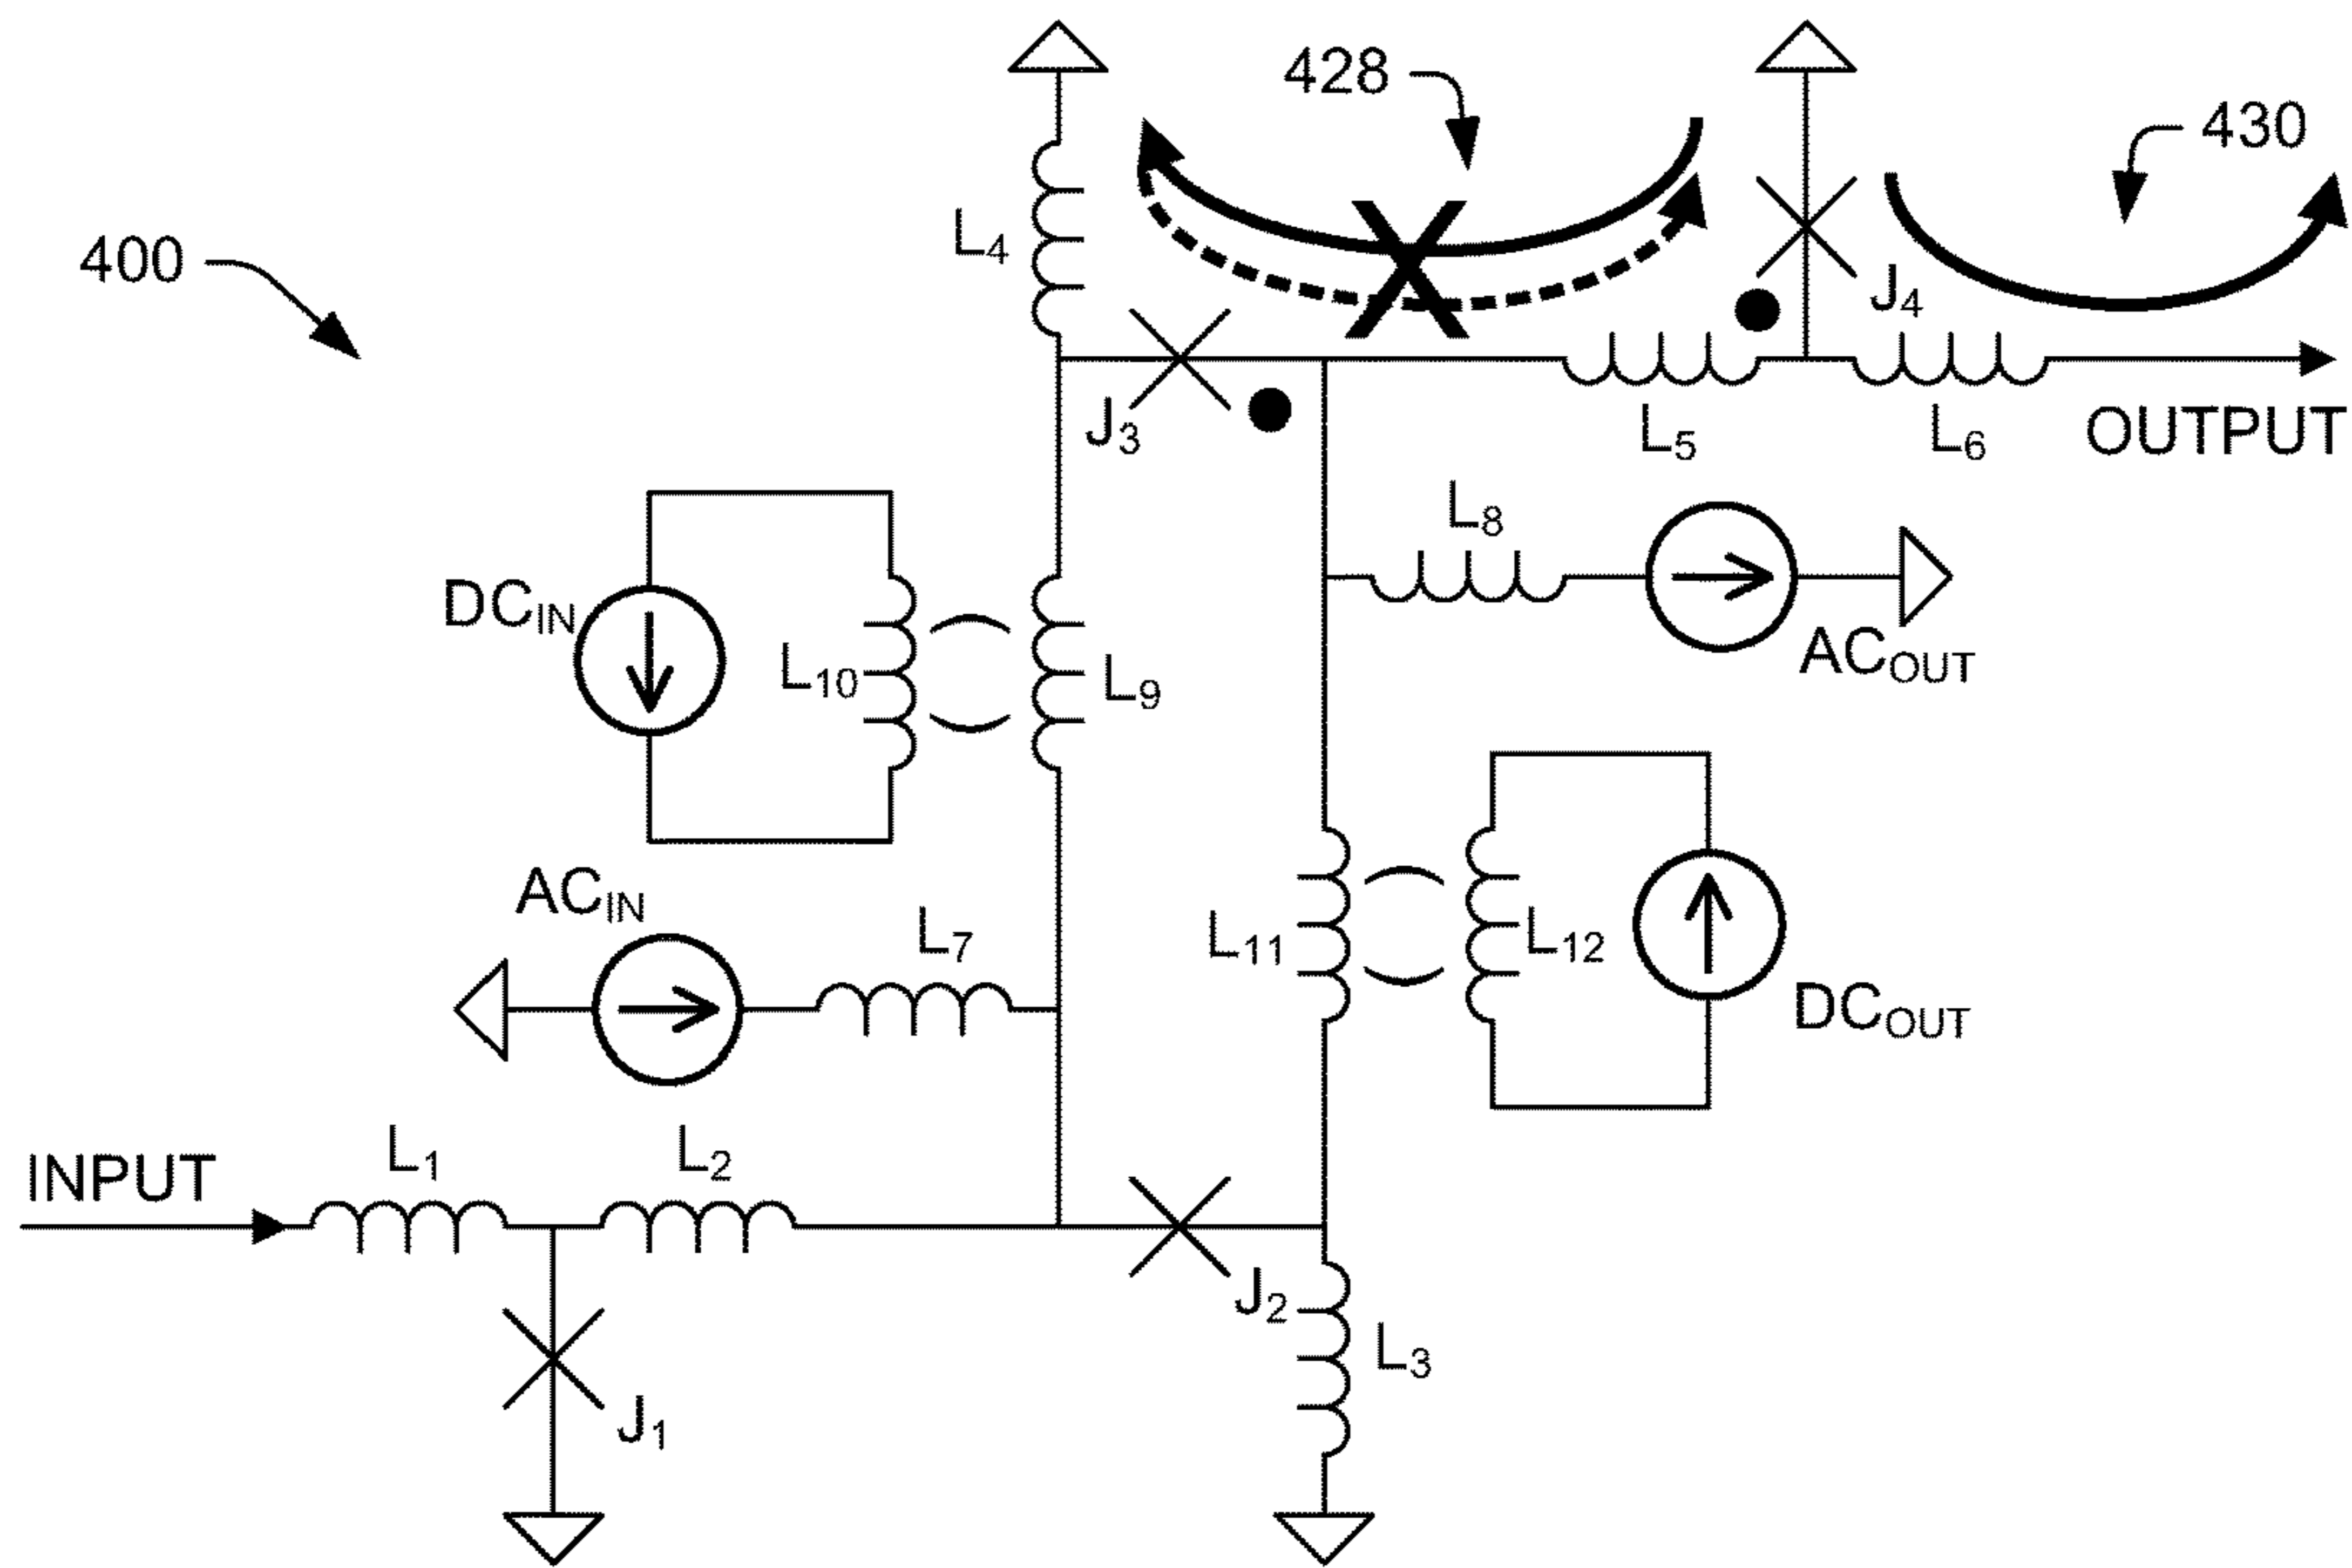 428
430
400
L4
J4
J3
L5
L6
OUTPUT
L8
DCIN
L10
L9
ACOUT
ACIN
L7
L11
L12
DCOUT
INPUT
L1
L2
J2
L3
J1